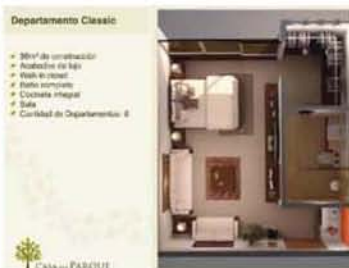 Departamento Classic
de construcción
Acabados de lujo
Walk in closet
Baño completo
Cocineta integral
Sala
Cantidad de Departamentos: 6
PARQUE